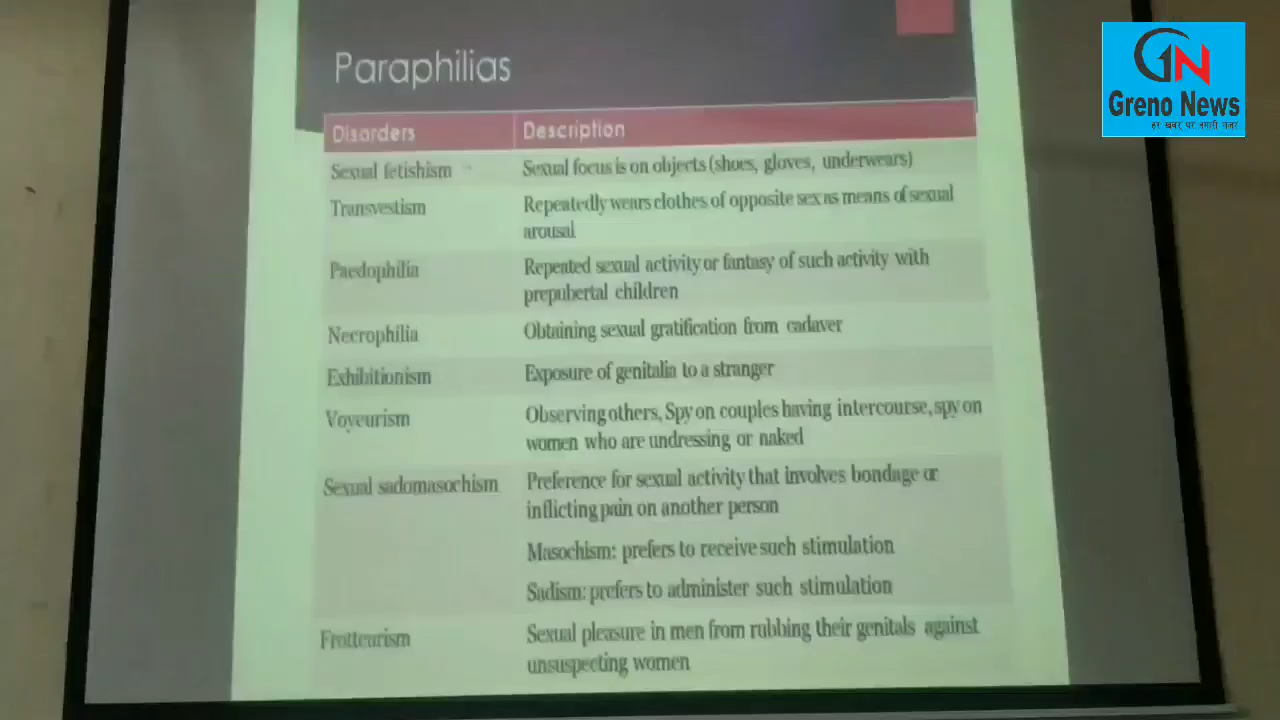 Paraphilias
GN
Greno News
हर खबर पर हमारी नज़र
Disorders Description
Sexual fetishism Sexual focus is on objects (shoes, gloves, underwears)
Transvestism Repeatedly wears clothes of opposite sex as means of sexual
arousal
Paedophilia Repeated sexual activity or fantasy of such activity with
prepubertal children
Necrophilia Obtaining sexual gratification from cadaver
Exhibitionism Exposure of genitalia to a stranger
Voyeurism Observing others, Spy on couples having intercourse, spy on
women who are undressing or naked
Sexual sadomasochism Preference for sexual activity that involves bondage or
inflicting pain on another person
Masochism: prefers to receive such stimulation
Sadism: prefers to administer such stimulation
Frotteurism Sexual pleasure in men from rubbing their genitals against
unsuspecting women